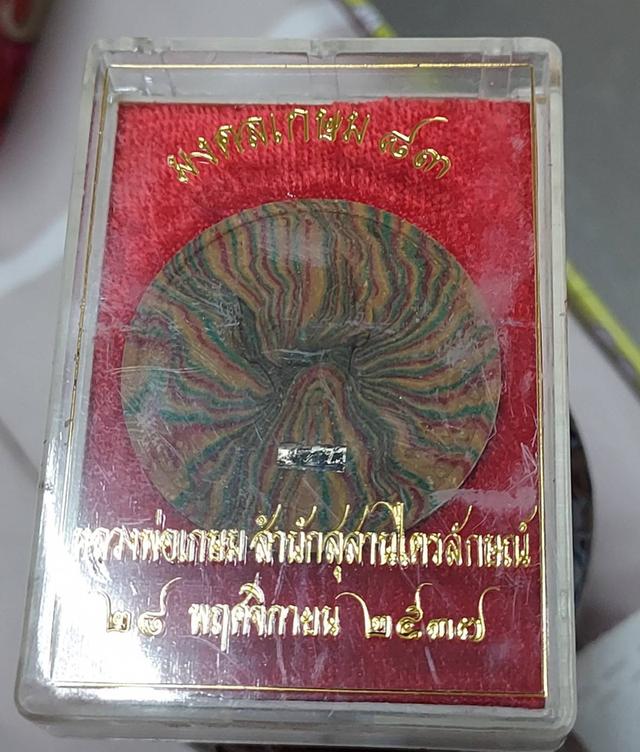 มงคลเกษม ๘๓
หลวงพ่อเกษม สำนักสุสานไตรลักษณ์
๒๘ พฤศจิกายน ๒๕๓๗